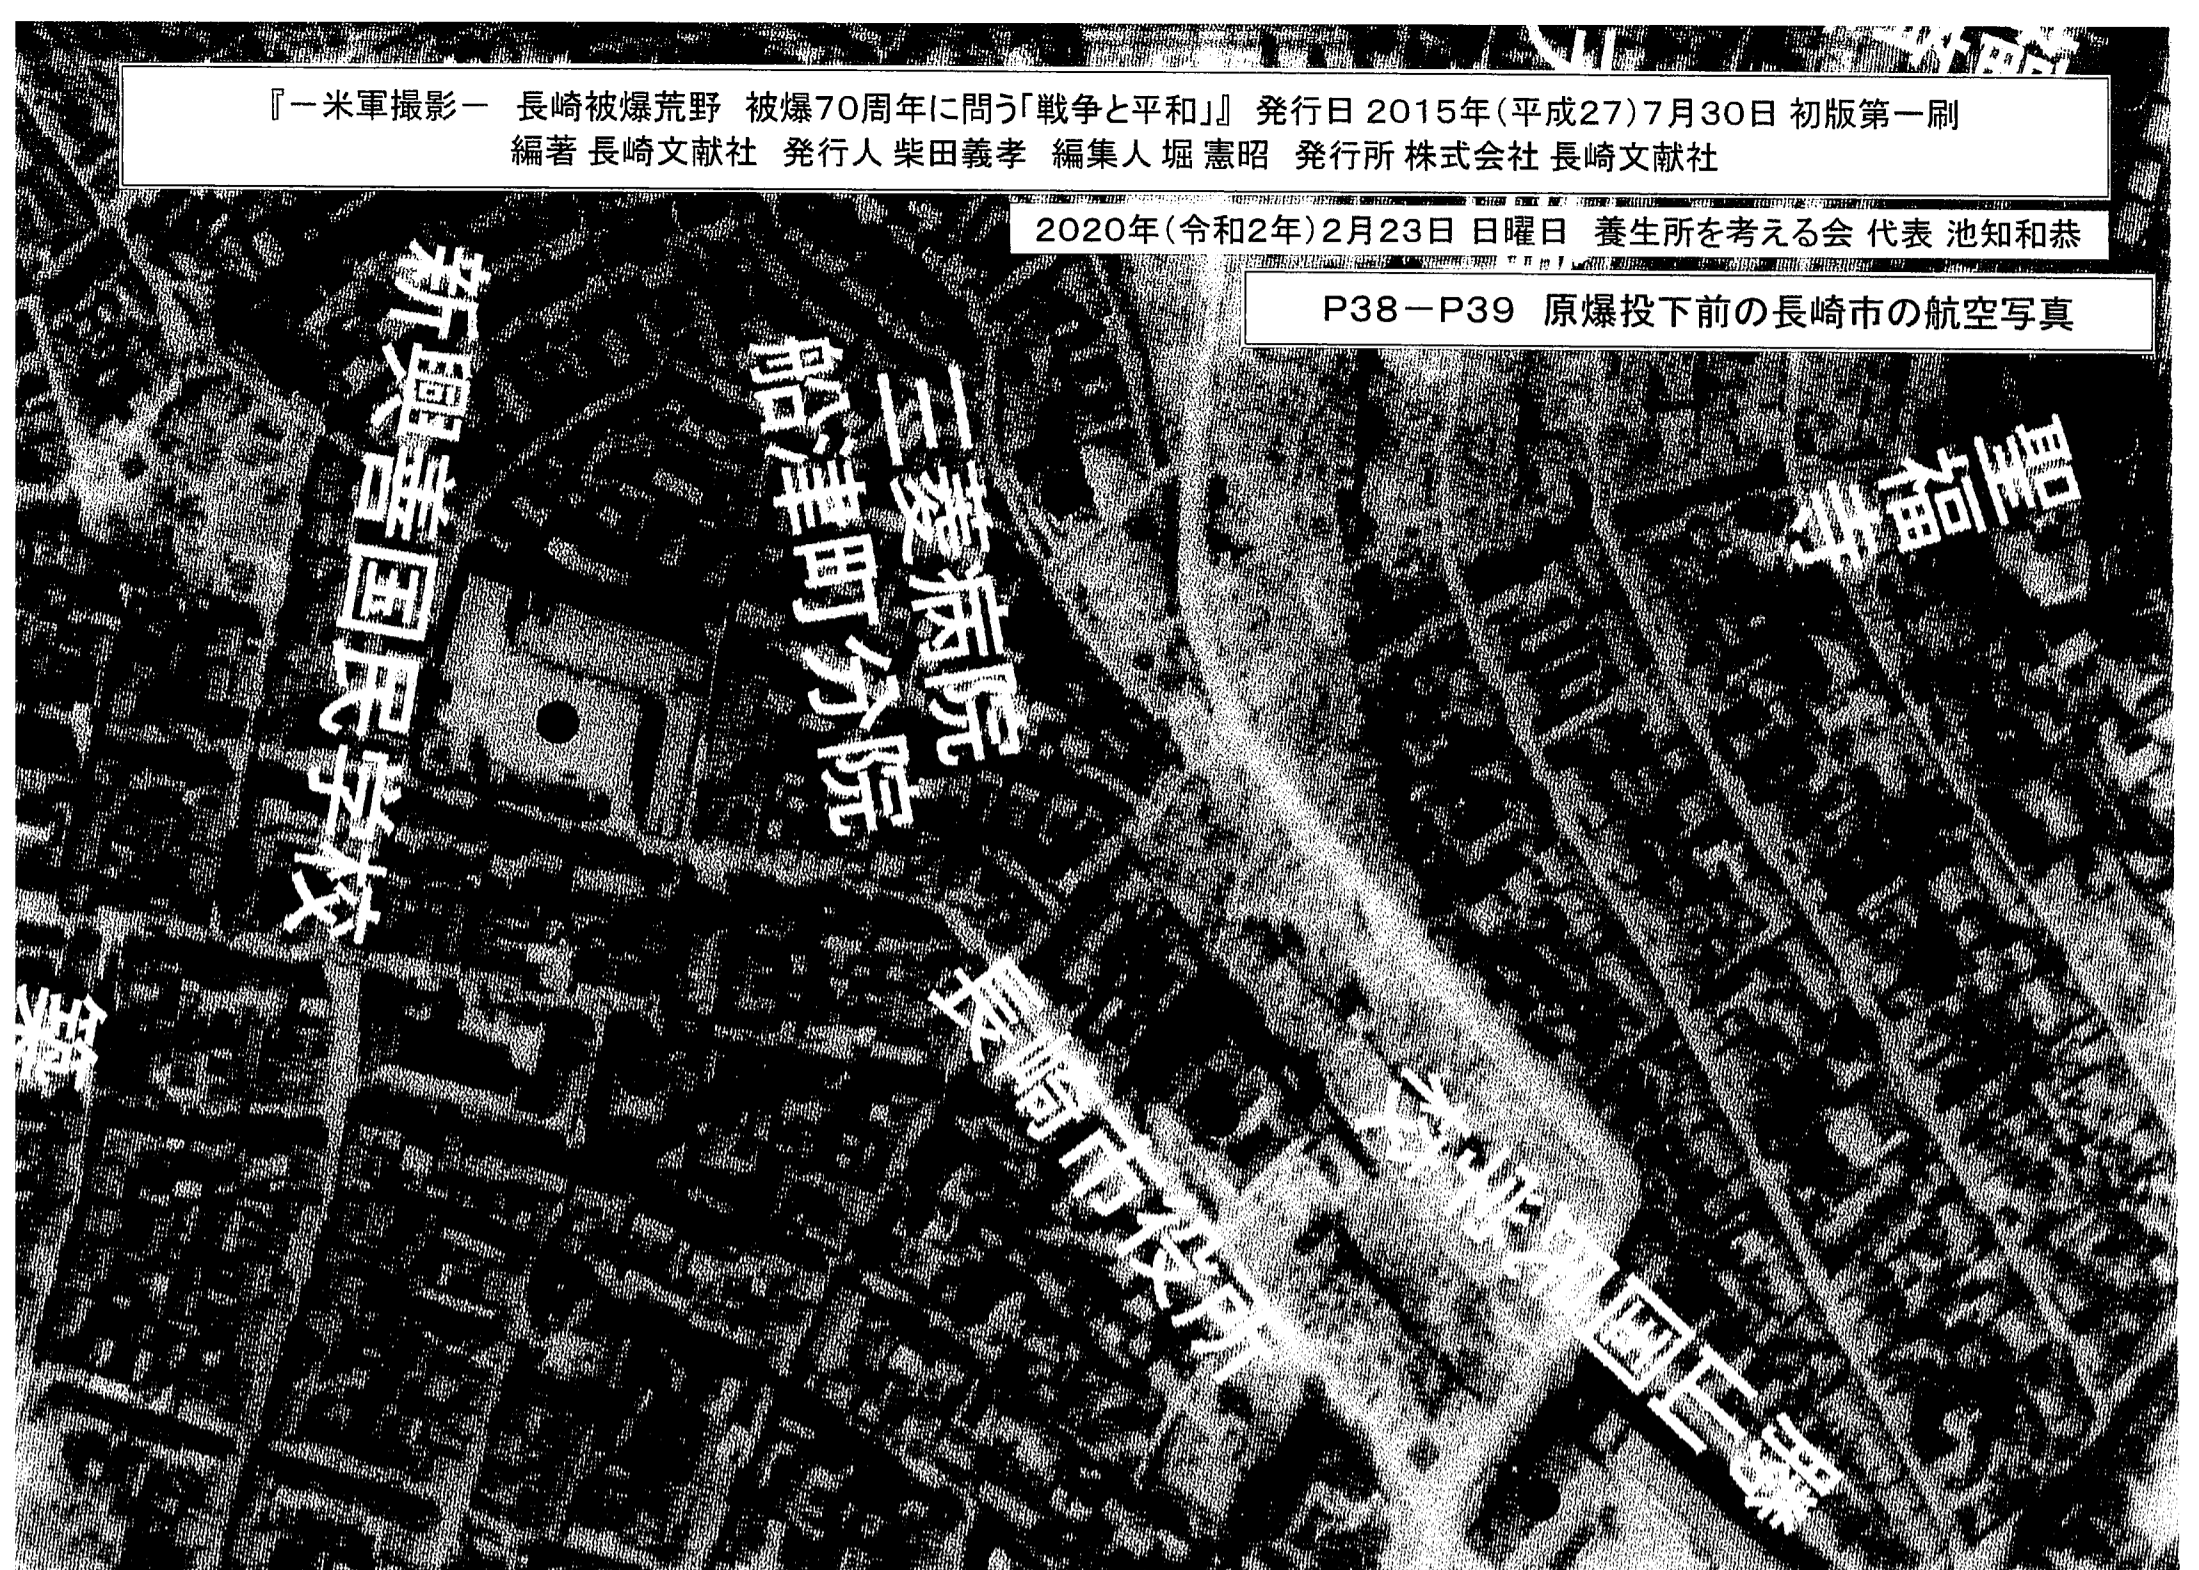 『－米軍撮影－　長崎被爆荒野　被爆70周年に問う「戦争と平和」』　発行日 2015年(平成27)7月30日 初版第一刷
編著 長崎文献社　発行人 柴田義孝　編集人 堀 憲昭　発行所 株式会社 長崎文献社
2020年(令和2年)2月23日 日曜日　養生所を考える会 代表 池知和恭
P38－P39　原爆投下前の長崎市の航空写真
聖福寺
三菱病院
船津町分院
新興善国民学校
長崎市役所
勝山国民学校